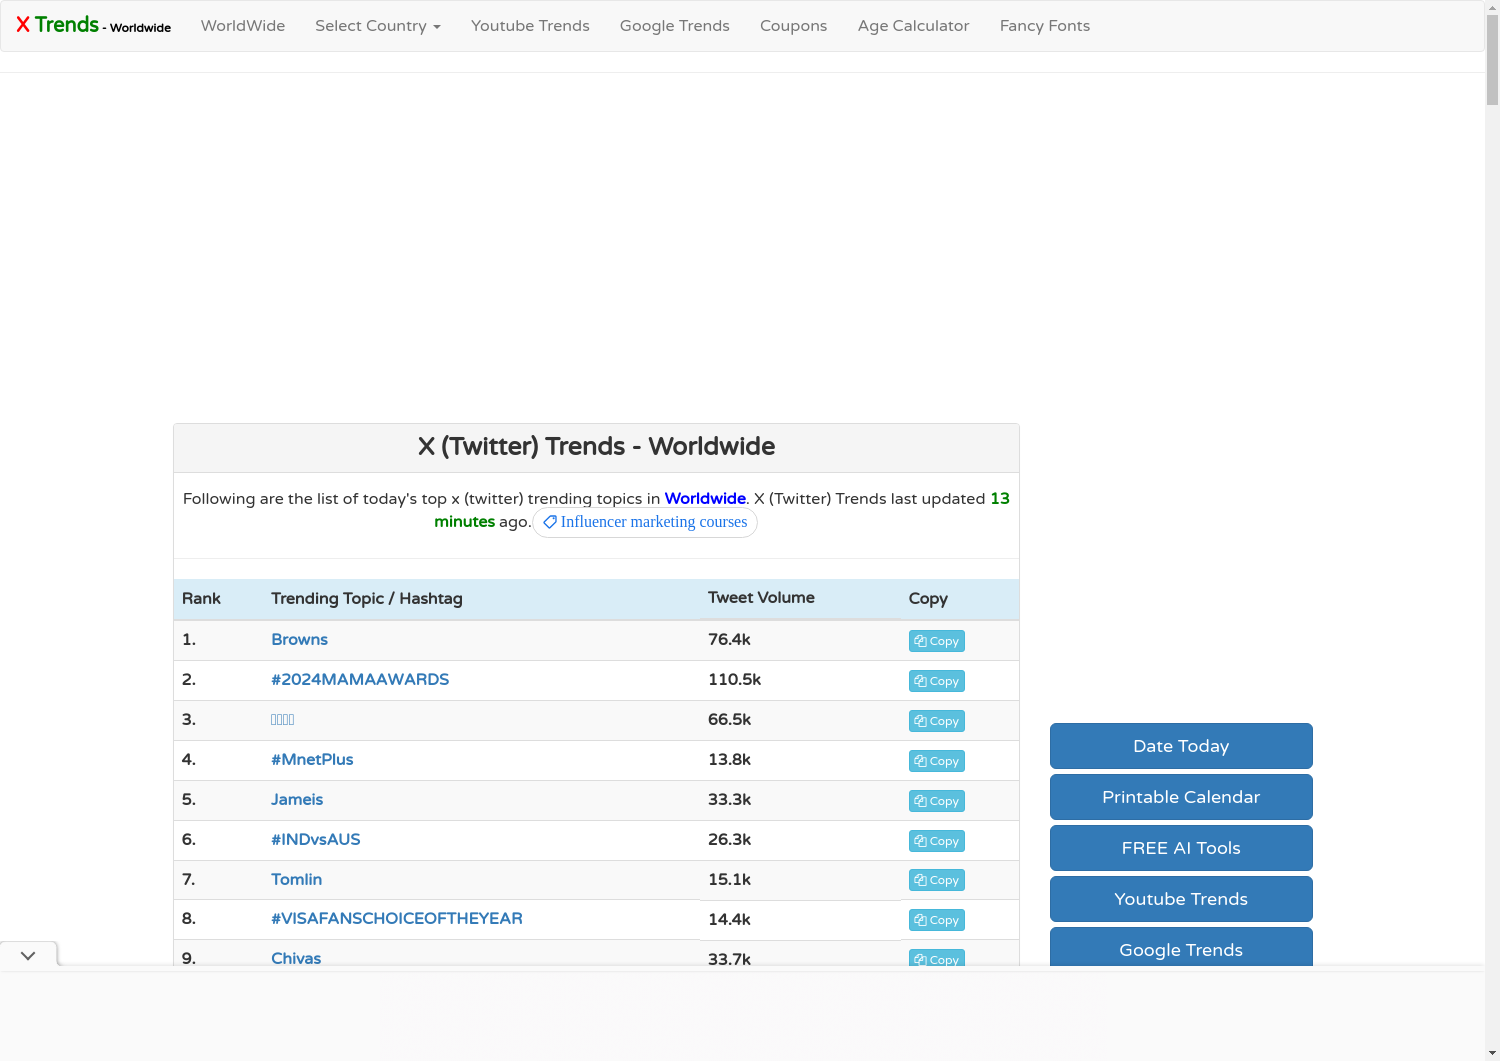 X Trends - Worldwide
WorldWide
Select Country
Youtube Trends
Google Trends
Coupons
Age Calculator
Fancy Fonts
X (Twitter) Trends - Worldwide
Following are the list of today's top x (twitter) trending topics in Worldwide. X (Twitter) Trends last updated 13
minutes ago. Influencer marketing courses
Rank Trending Topic / Hashtag Tweet Volume Copy
1. Browns 76.4k Copy
2. #2024MAMAAWARDS 110.5k Copy
3. 66.5k Copy
4. #MnetPlus 13.8k Copy
5. Jameis 33.3k Copy
6. #INDvsAUS 26.3k Copy
7. Tomlin 15.1k Copy
8. #VISAFANSCHOICEOFTHEYEAR 14.4k Copy
9. Chivas 33.7k Copy
Date Today
Printable Calendar
FREE AI Tools
Youtube Trends
Google Trends